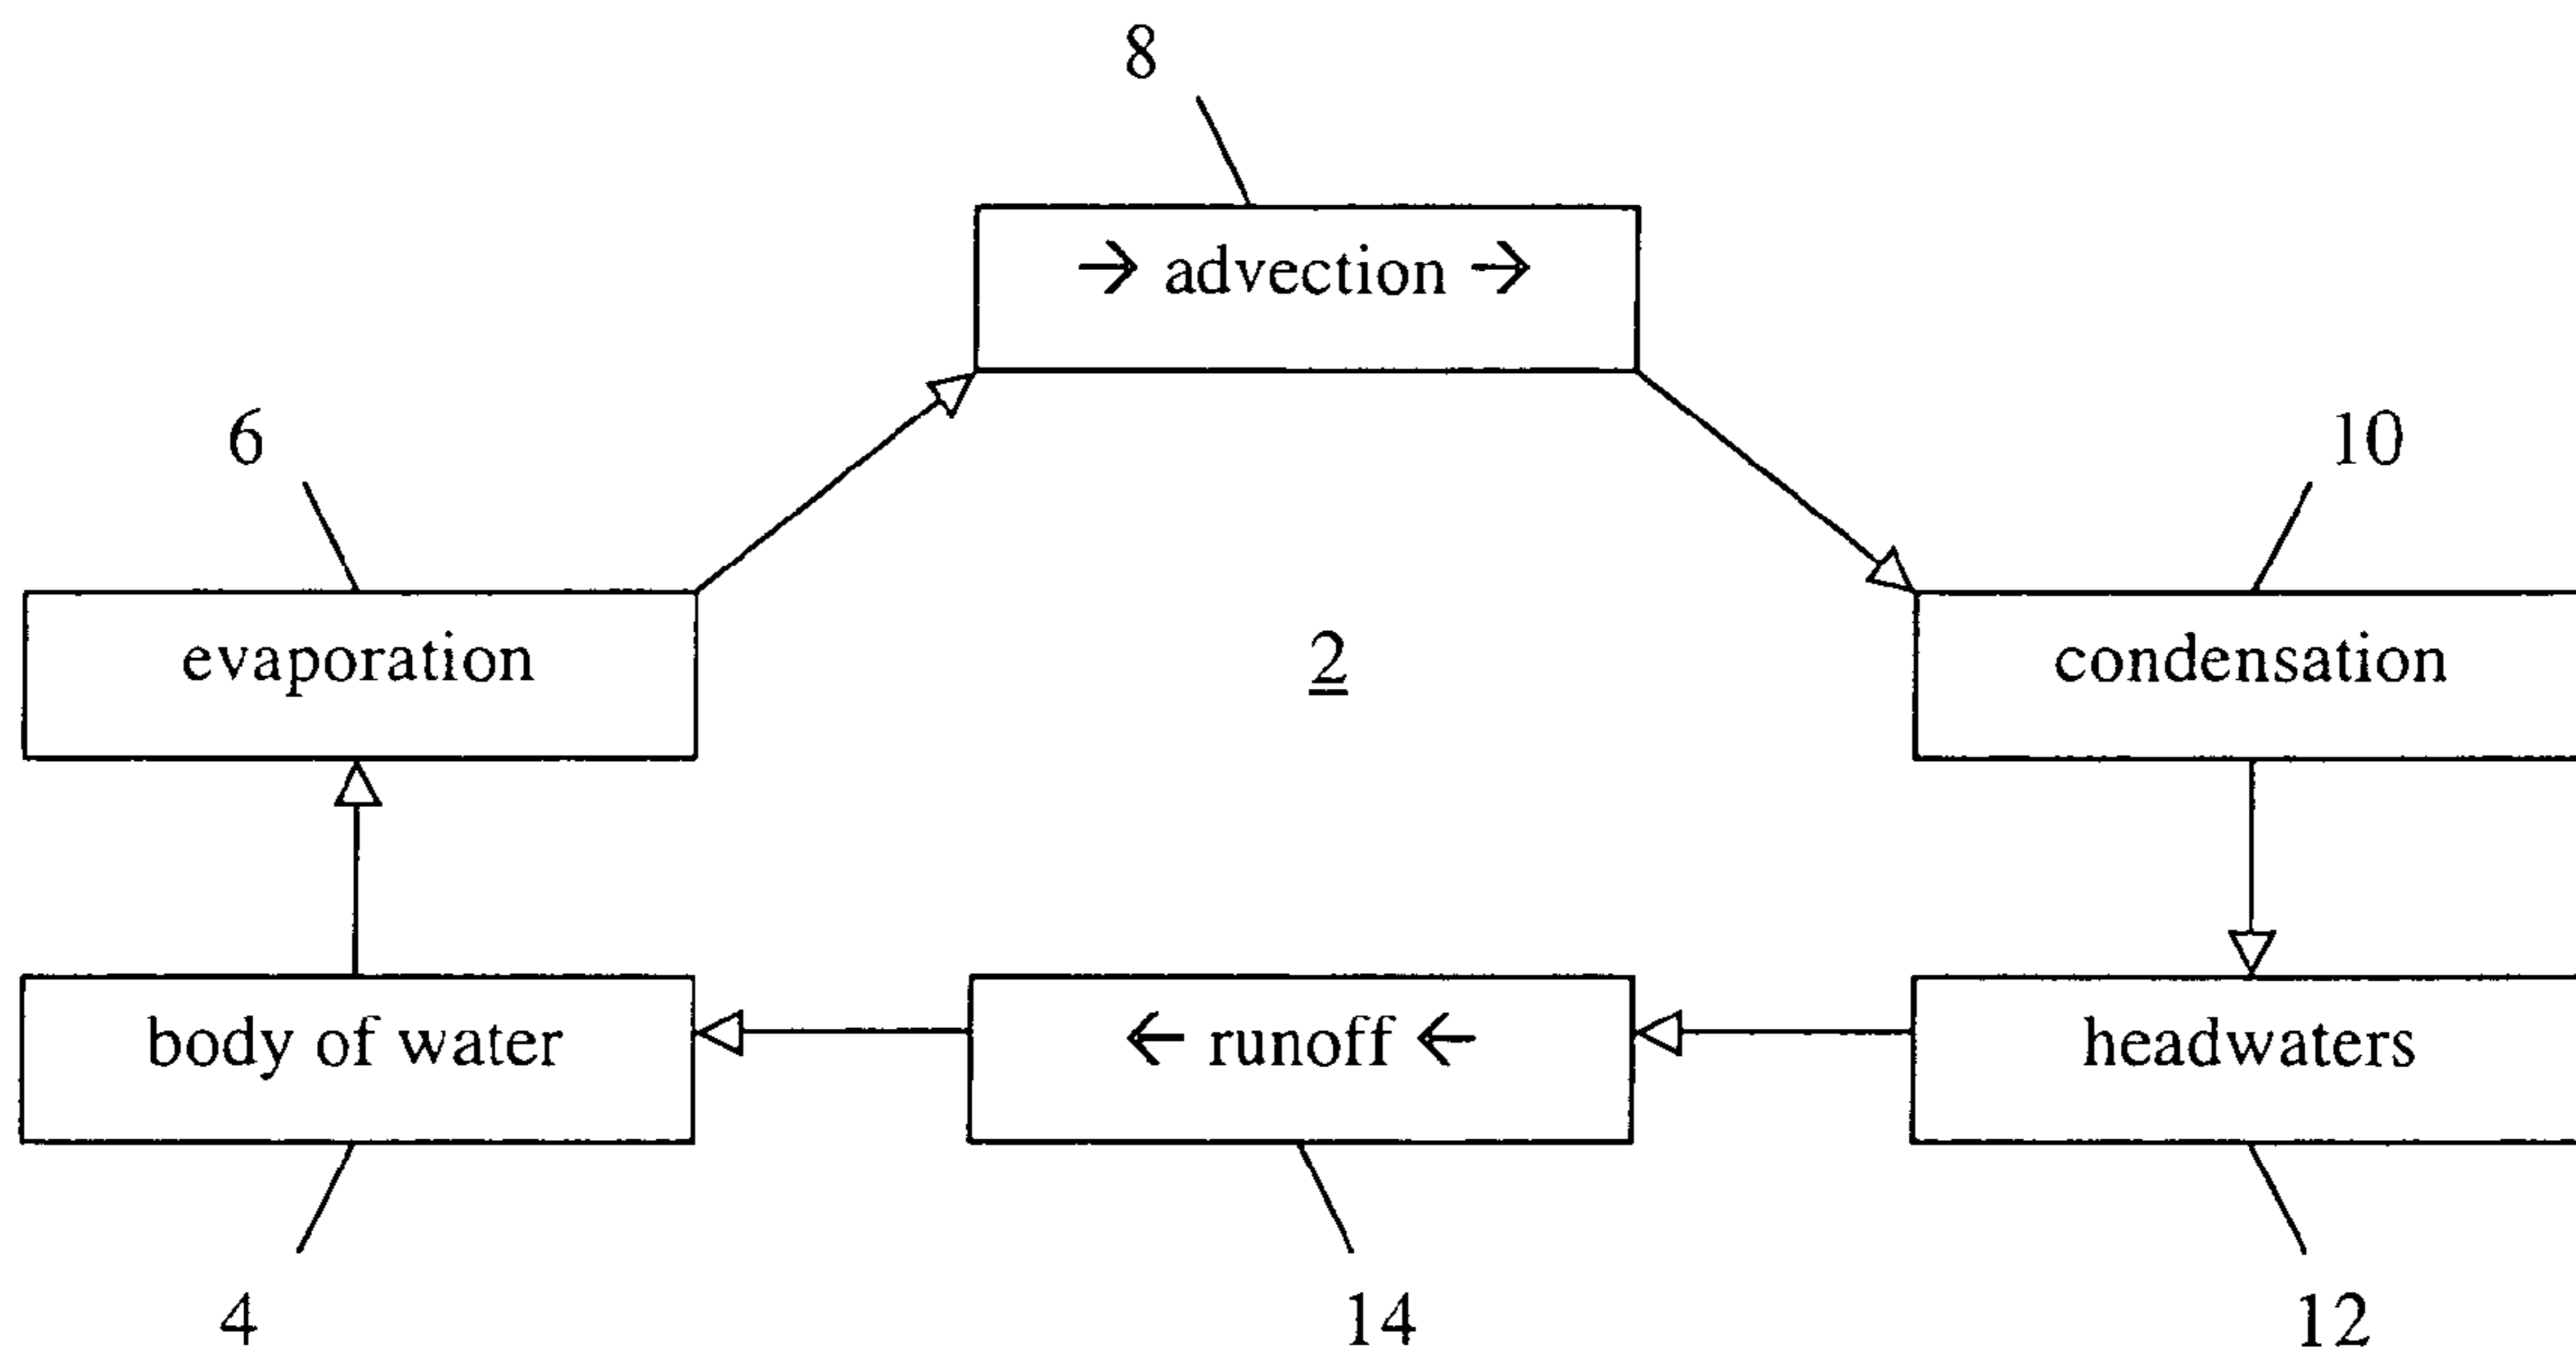 8
→ advection →
6
10
evaporation
2
condensation
body of water
← runoff ←
headwaters
4
14
12